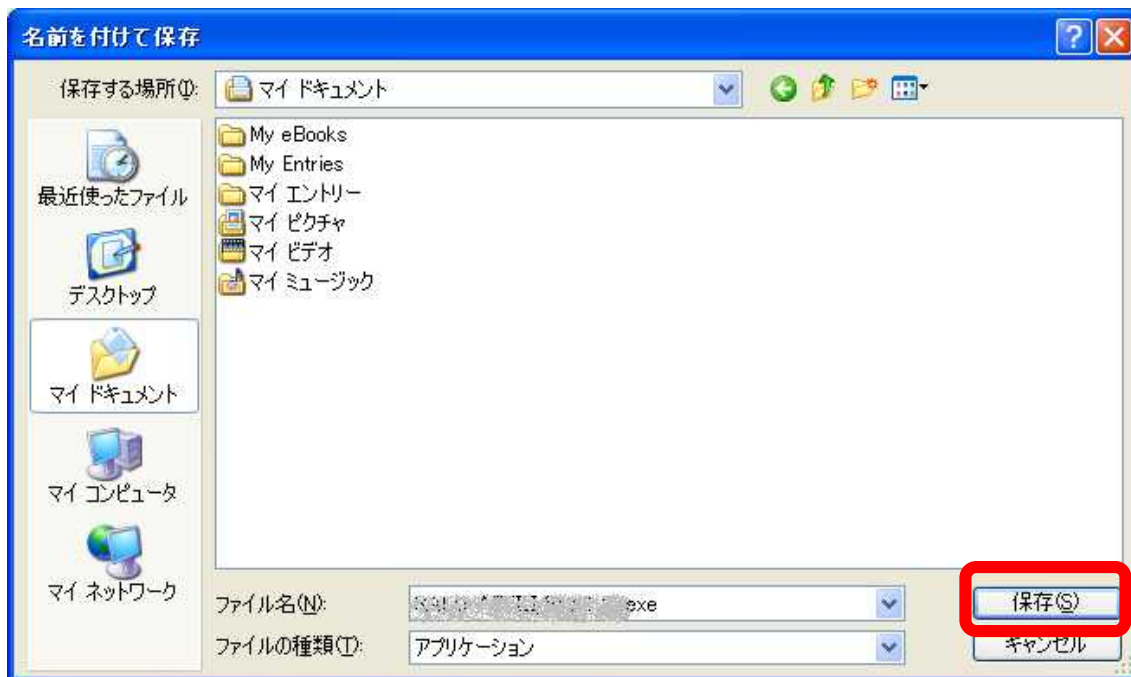 名前を付けて保存
保存する場所(I):
マイ ドキュメント
最近使ったファイル
デスクトップ
マイ ドキュメント
マイ コンピュータ
マイ ネットワーク
My eBooks
My Entries
マイ エントリー
マイ ピクチャ
マイ ビデオ
マイ ミュージック
ファイル名(N):
exe
保存(S)
ファイルの種類(T):
アプリケーション
キャンセル